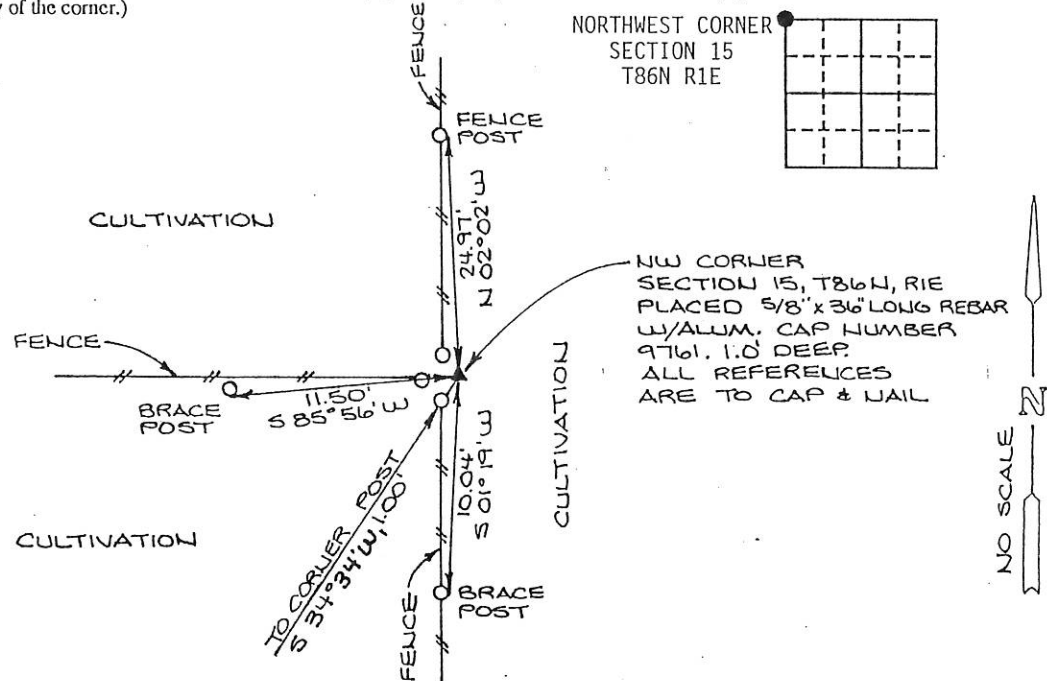 y of the corner.)
NORTHWEST CORNER
SECTION 15
T86N R1E
FENCE
FENCE
POST
24.97'
N 02°02' W
CULTIVATION
NW CORNER
SECTION 15, T86N, R1E
PLACED 5/8" x 36" LONG REBAR
W/ALUM. CAP NUMBER
9761. 1.0' DEEP.
ALL REFERENCES
ARE TO CAP & NAIL
FENCE
BRACE
POST
11.50'
S 85°56' W
10.04'
S 01°19' W
CULTIVATION
TO CORNER POST
S 34°34' W, 1.00'
CULTIVATION
FENCE
BRACE
POST
N
NO SCALE